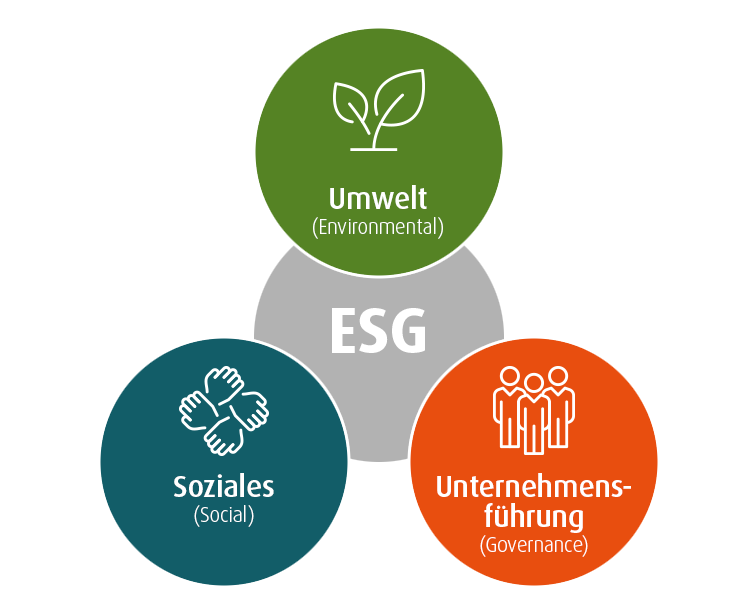 Umwelt
(Environmental)
ESG
Soziales
(Social)
Unternehmens-
führung
(Governance)